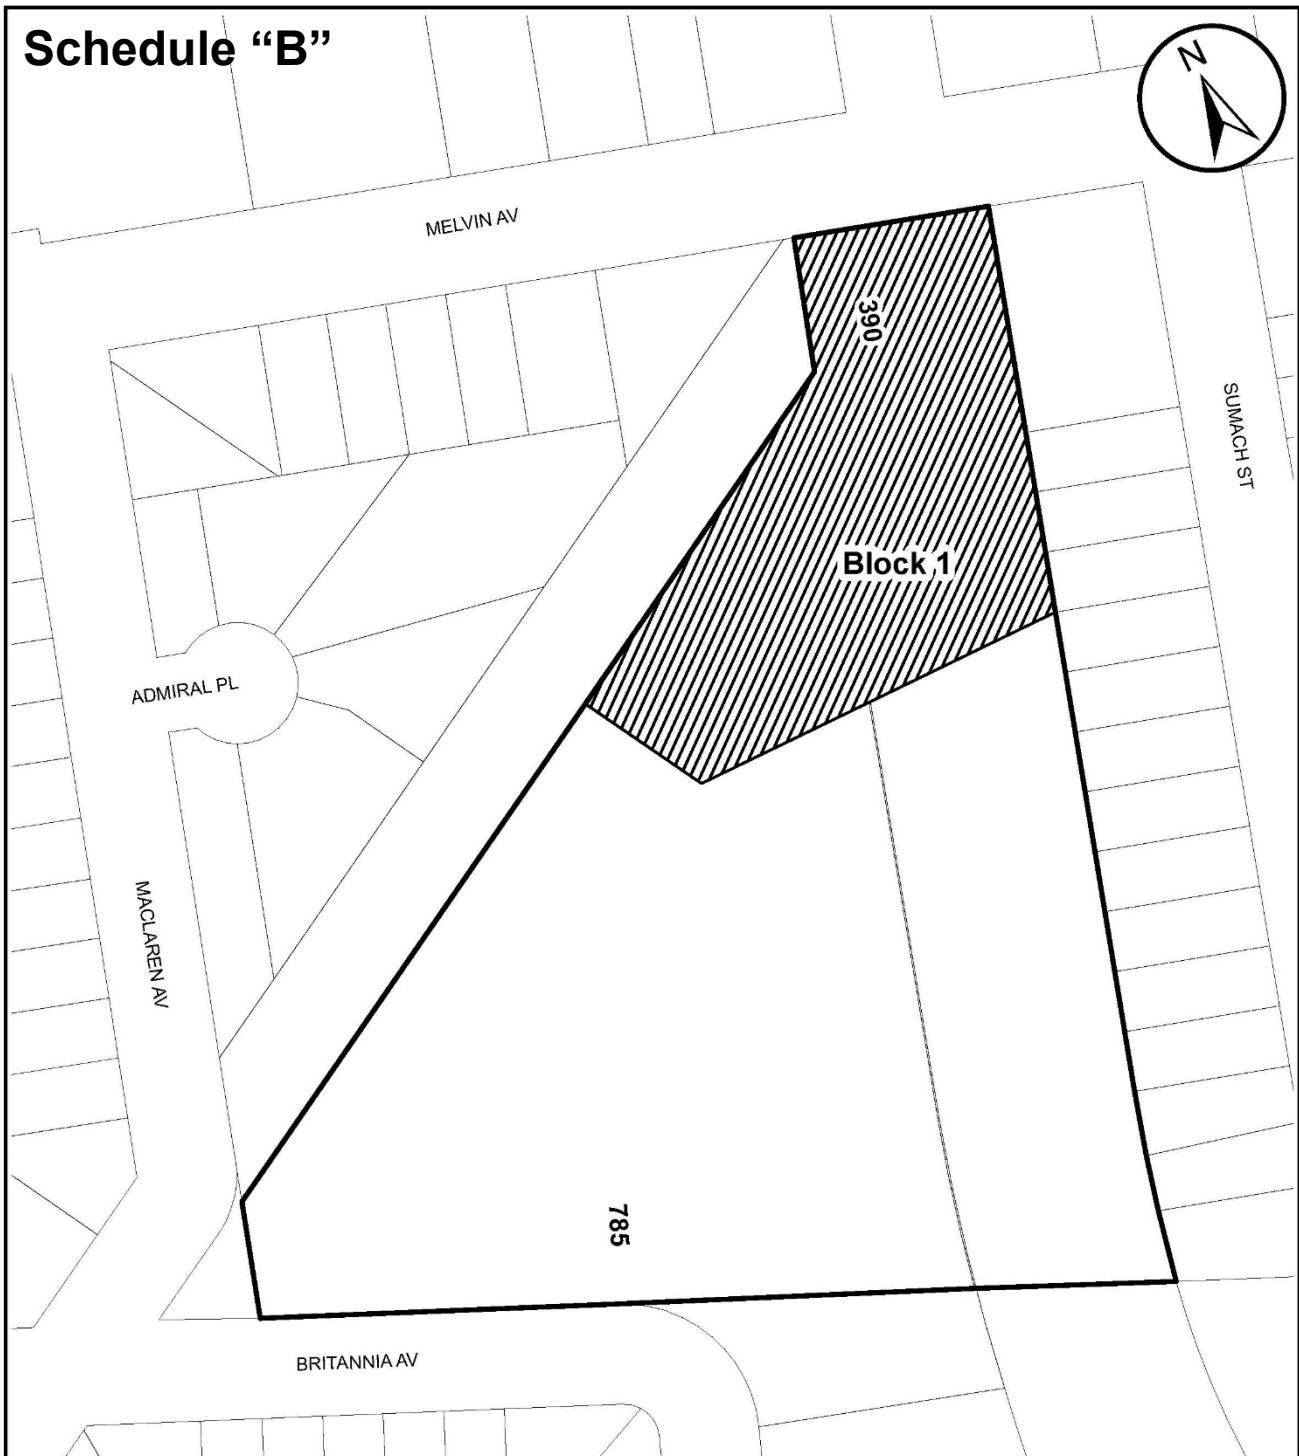 Schedule “B”
N
MELVIN AV
390
SUMACH ST
Block 1
ADMIRAL PL
MACLAREN AV
785
BRITANNIA AV